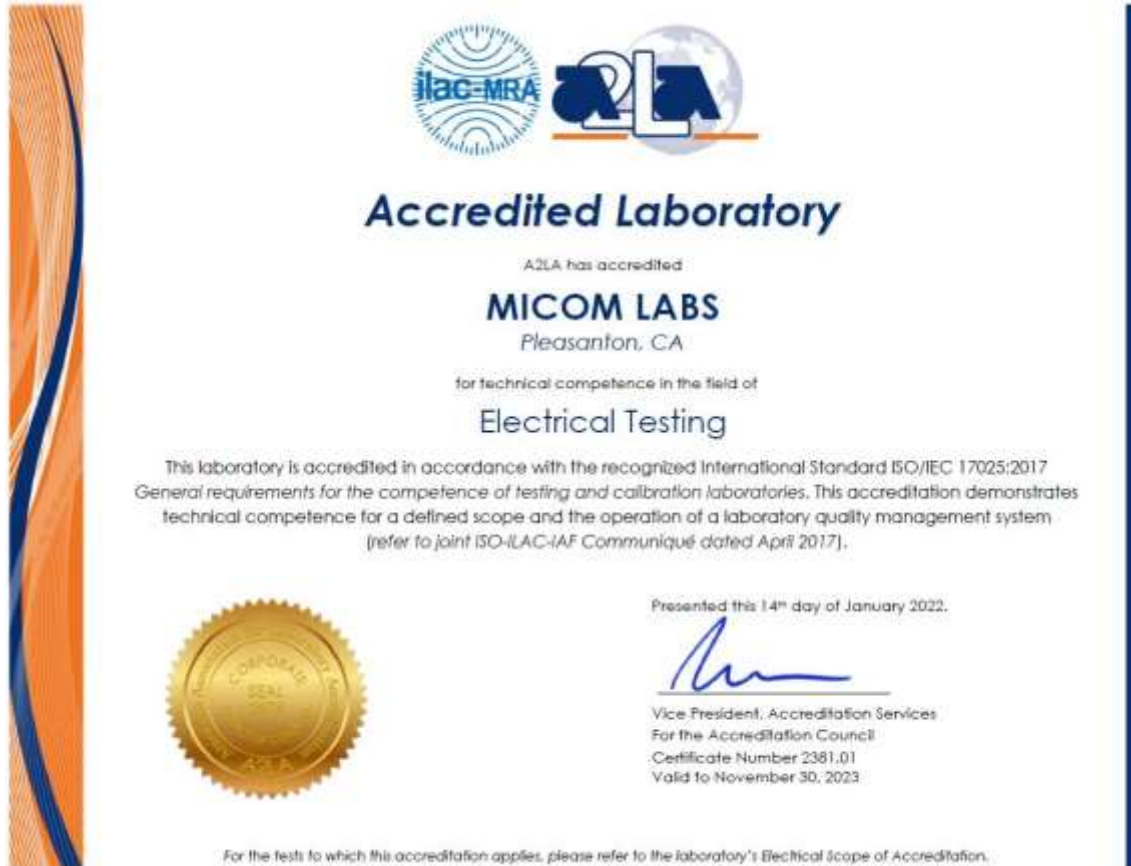 ilac-MRA
A2LA
Accredited Laboratory
A2LA has accredited
MICOM LABS
Pleasanton, CA
for technical competence in the field of
Electrical Testing
This laboratory is accredited in accordance with the recognized International Standard ISO/IEC 17025:2017
General requirements for the competence of testing and calibration laboratories. This accreditation demonstrates
technical competence for a defined scope and the operation of a laboratory quality management system
(refer to joint ISO-ILAC-IAF Communiqué dated April 2017).
Presented this 14th day of January 2022.
CORPORATE
SEAL
A2LA
Vice President, Accreditation Services
For the Accreditation Council
Certificate Number 2381.01
Valid to November 30, 2023
For the tests to which this accreditation applies, please refer to the laboratory's Electrical Scope of Accreditation.